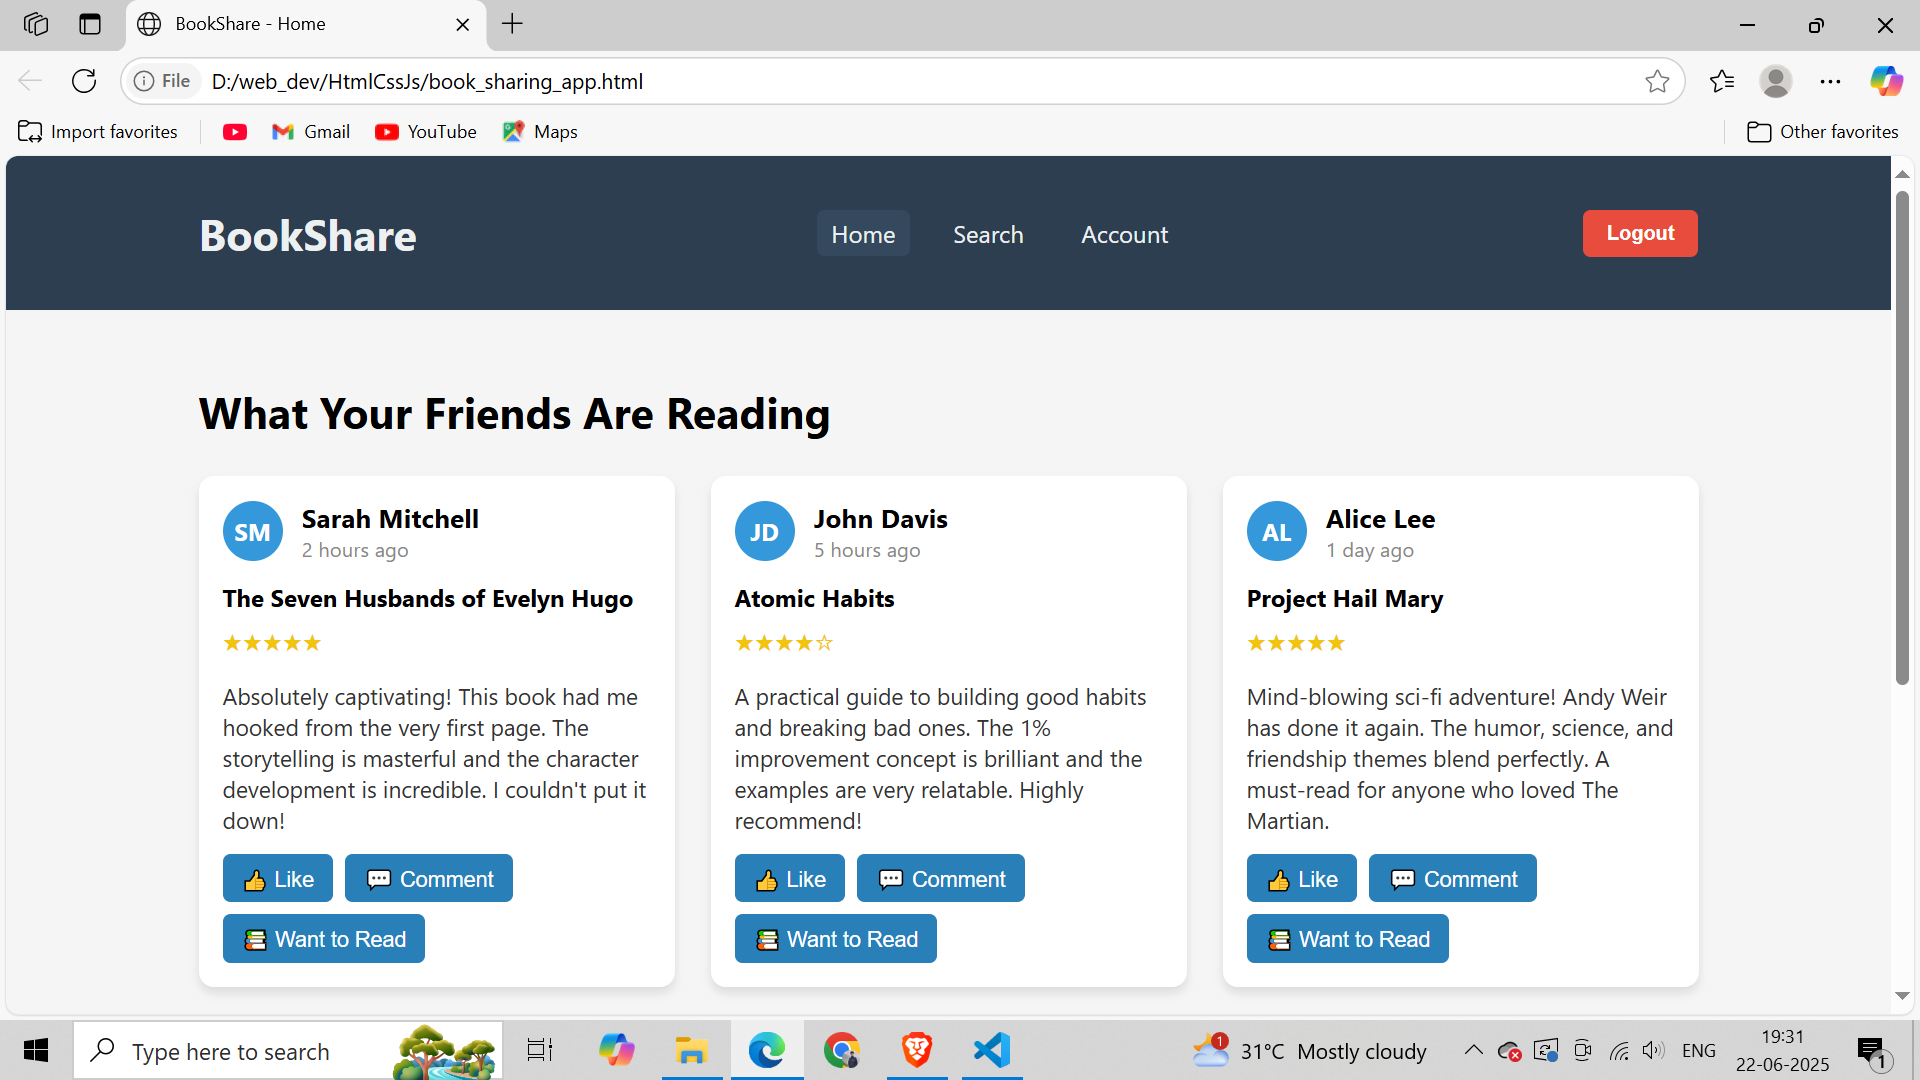 BookShare - Home
File D:/web_dev/HtmlCssJs/book_sharing_app.html
Import favorites Gmail YouTube Maps Other favorites
BookShare Home Search Account Logout
What Your Friends Are Reading
SM Sarah Mitchell
2 hours ago
The Seven Husbands of Evelyn Hugo
★★★★★
Absolutely captivating! This book had me
hooked from the very first page. The
storytelling is masterful and the character
development is incredible. I couldn't put it
down!
👍 Like 💬 Comment
📚 Want to Read
JD John Davis
5 hours ago
Atomic Habits
★★★★☆
A practical guide to building good habits
and breaking bad ones. The 1%
improvement concept is brilliant and the
examples are very relatable. Highly
recommend!
👍 Like 💬 Comment
📚 Want to Read
AL Alice Lee
1 day ago
Project Hail Mary
★★★★★
Mind-blowing sci-fi adventure! Andy Weir
has done it again. The humor, science, and
friendship themes blend perfectly. A
must-read for anyone who loved The
Martian.
👍 Like 💬 Comment
📚 Want to Read
Type here to search
1
31°C Mostly cloudy
ENG
19:31
22-06-2025
1